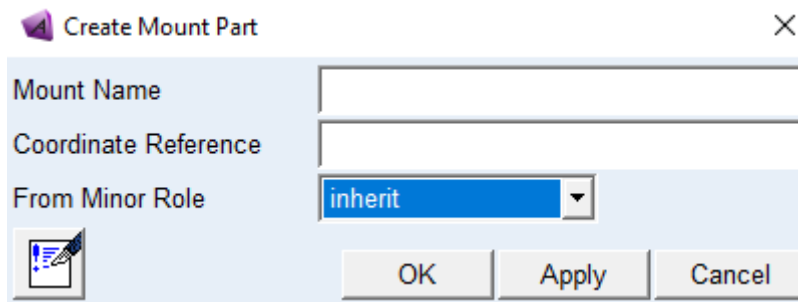 Create Mount Part
Mount Name
Coordinate Reference
From Minor Role inherit
OK Apply Cancel